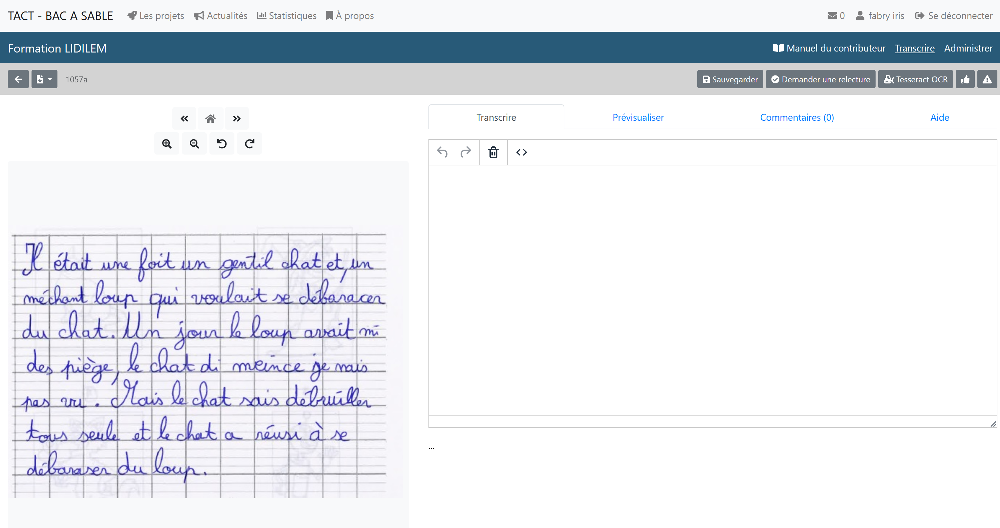 TACT - BAC A SABLE Les projets Actualités Statistiques À propos 0 fabry iris Se déconnecter
Formation LIDILEM Manuel du contributeur Transcrire Administrer
1057a Sauvegarder Demander une relecture Tesseract OCR
Transcrire Prévisualiser Commentaires (0) Aide
Il était une foit un gentil chat et, un
méchant loup qui voulait se débaracer
du chat. Un jour le loup avait mi
des piège, le chat di meince je mais
pas vu. Mais le chat sais débruiller
tous seule et le chat a réusi à se
débaraser du loup.
...